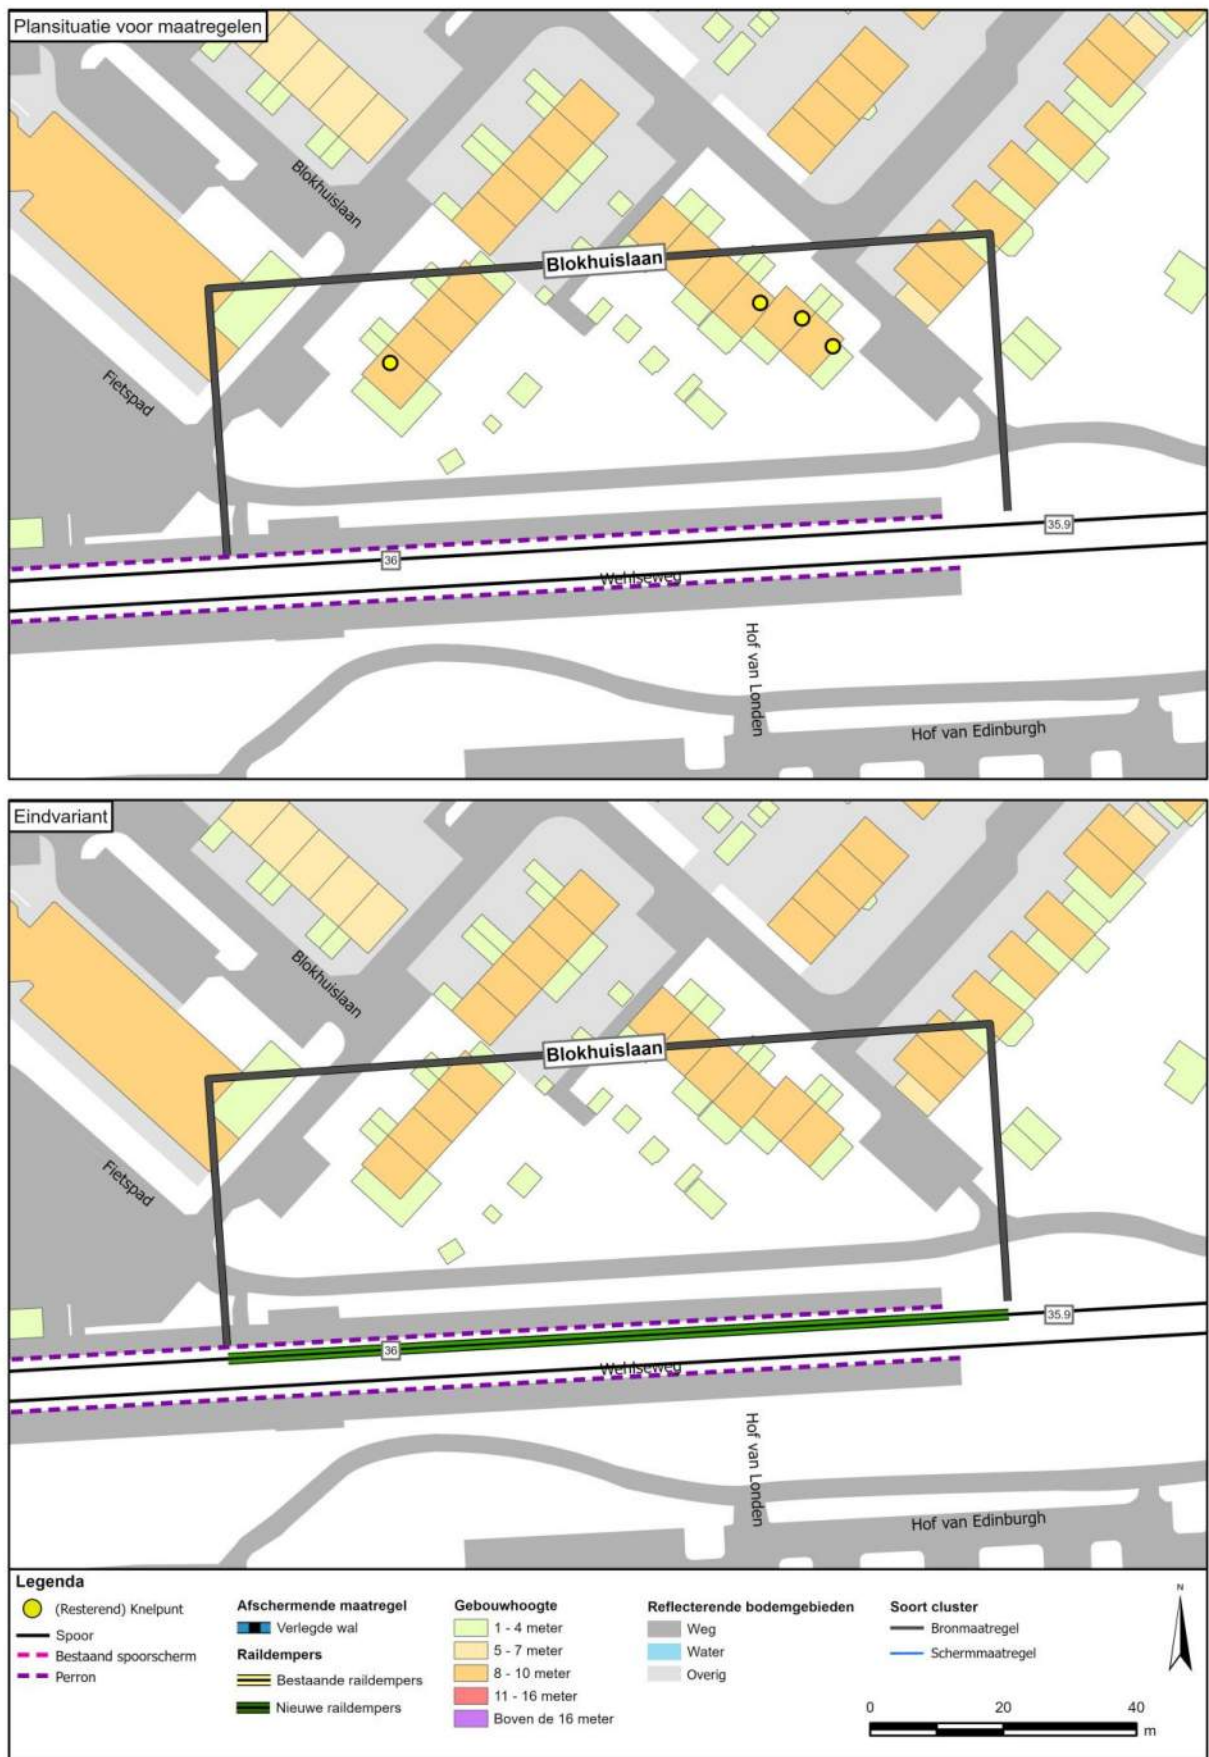 Plansituatie voor maatregelen
Blokhuislaan
Blokhuislaan
Fietspad
35.9
36
Wehlseweg
Hof van Londen
Hof van Edinburgh
Eindvariant
Blokhuislaan
Blokhuislaan
Fietspad
35.9
36
Wehlseweg
Hof van Londen
Hof van Edinburgh
Legenda
(Resterend) Knelpunt
Spoor
Bestaand spoorscherm
Perron
Afschermende maatregel
Verlegde wal
Raildempers
Bestaande raildempers
Nieuwe raildempers
Gebouwhoogte
1 - 4 meter
5 - 7 meter
8 - 10 meter
11 - 16 meter
Boven de 16 meter
Reflecterende bodemgebieden
Weg
Water
Overig
Soort cluster
Bronmaatregel
Schermmaatregel
N
0 20 40
m